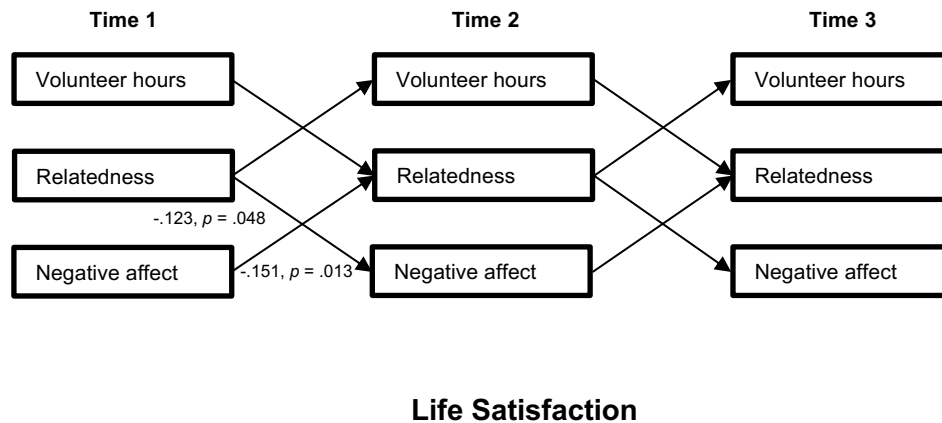 Time 1 Time 2 Time 3
Volunteer hours Volunteer hours Volunteer hours
Relatedness Relatedness Relatedness
-.123, p = .048
Negative affect Negative affect Negative affect
-.151, p = .013
Life Satisfaction